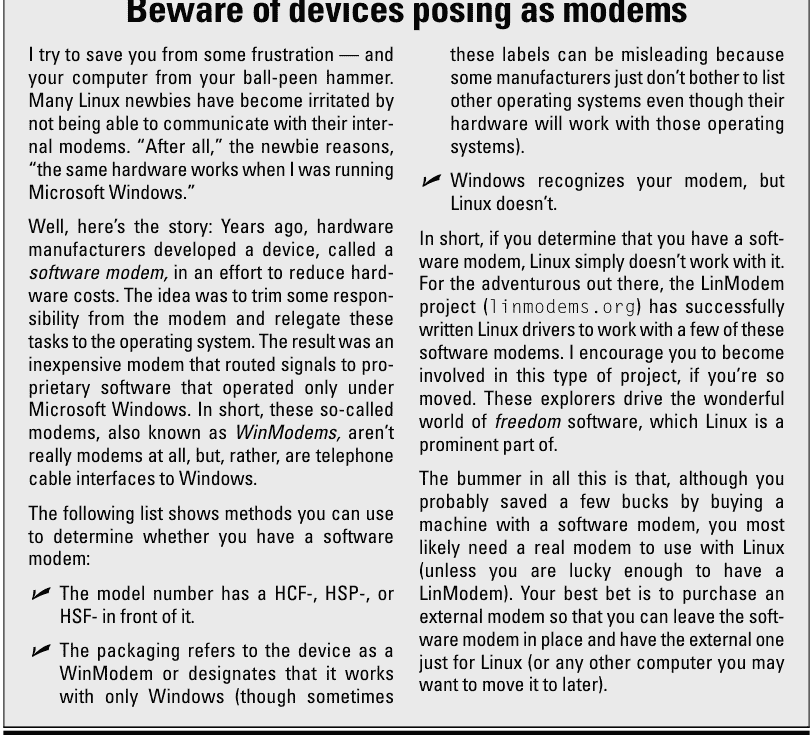 Beware of devices posing as modems
I try to save you from some frustration — and
your computer from your ball-peen hammer.
Many Linux newbies have become irritated by
not being able to communicate with their inter-
nal modems. “After all,” the newbie reasons,
“the same hardware works when I was running
Microsoft Windows.”
Well, here’s the story: Years ago, hardware
manufacturers developed a device, called a
software modem, in an effort to reduce hard-
ware costs. The idea was to trim some respon-
sibility from the modem and relegate these
tasks to the operating system. The result was an
inexpensive modem that routed signals to pro-
prietary software that operated only under
Microsoft Windows. In short, these so-called
modems, also known as WinModems, aren’t
really modems at all, but, rather, are telephone
cable interfaces to Windows.
The following list shows methods you can use
to determine whether you have a software
modem:
✓ The model number has a HCF-, HSP-, or
HSF- in front of it.
✓ The packaging refers to the device as a
WinModem or designates that it works
with only Windows (though sometimes
these labels can be misleading because
some manufacturers just don’t bother to list
other operating systems even though their
hardware will work with those operating
systems).
✓ Windows recognizes your modem, but
Linux doesn’t.
In short, if you determine that you have a soft-
ware modem, Linux simply doesn’t work with it.
For the adventurous out there, the LinModem
project (linmodems.org) has successfully
written Linux drivers to work with a few of these
software modems. I encourage you to become
involved in this type of project, if you’re so
moved. These explorers drive the wonderful
world of freedom software, which Linux is a
prominent part of.
The bummer in all this is that, although you
probably saved a few bucks by buying a
machine with a software modem, you most
likely need a real modem to use with Linux
(unless you are lucky enough to have a
LinModem). Your best bet is to purchase an
external modem so that you can leave the soft-
ware modem in place and have the external one
just for Linux (or any other computer you may
want to move it to later).